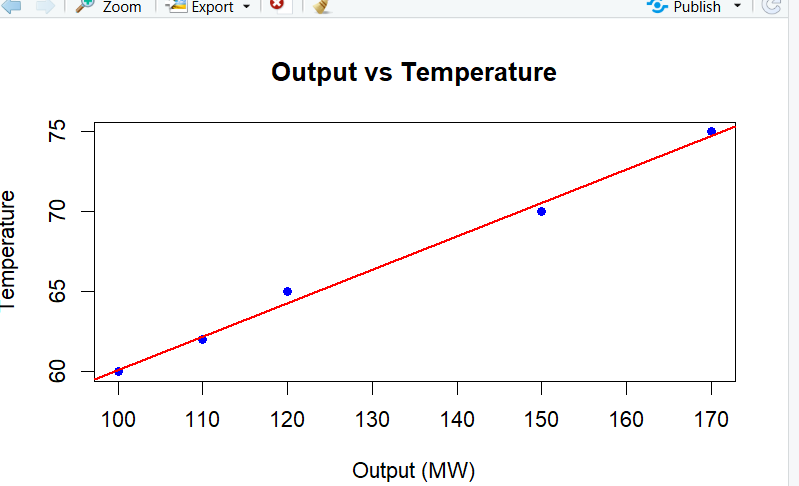 Zoom Export Publish
Output vs Temperature
75
70
65
60
Temperature
100 110 120 130 140 150 160 170
Output (MW)